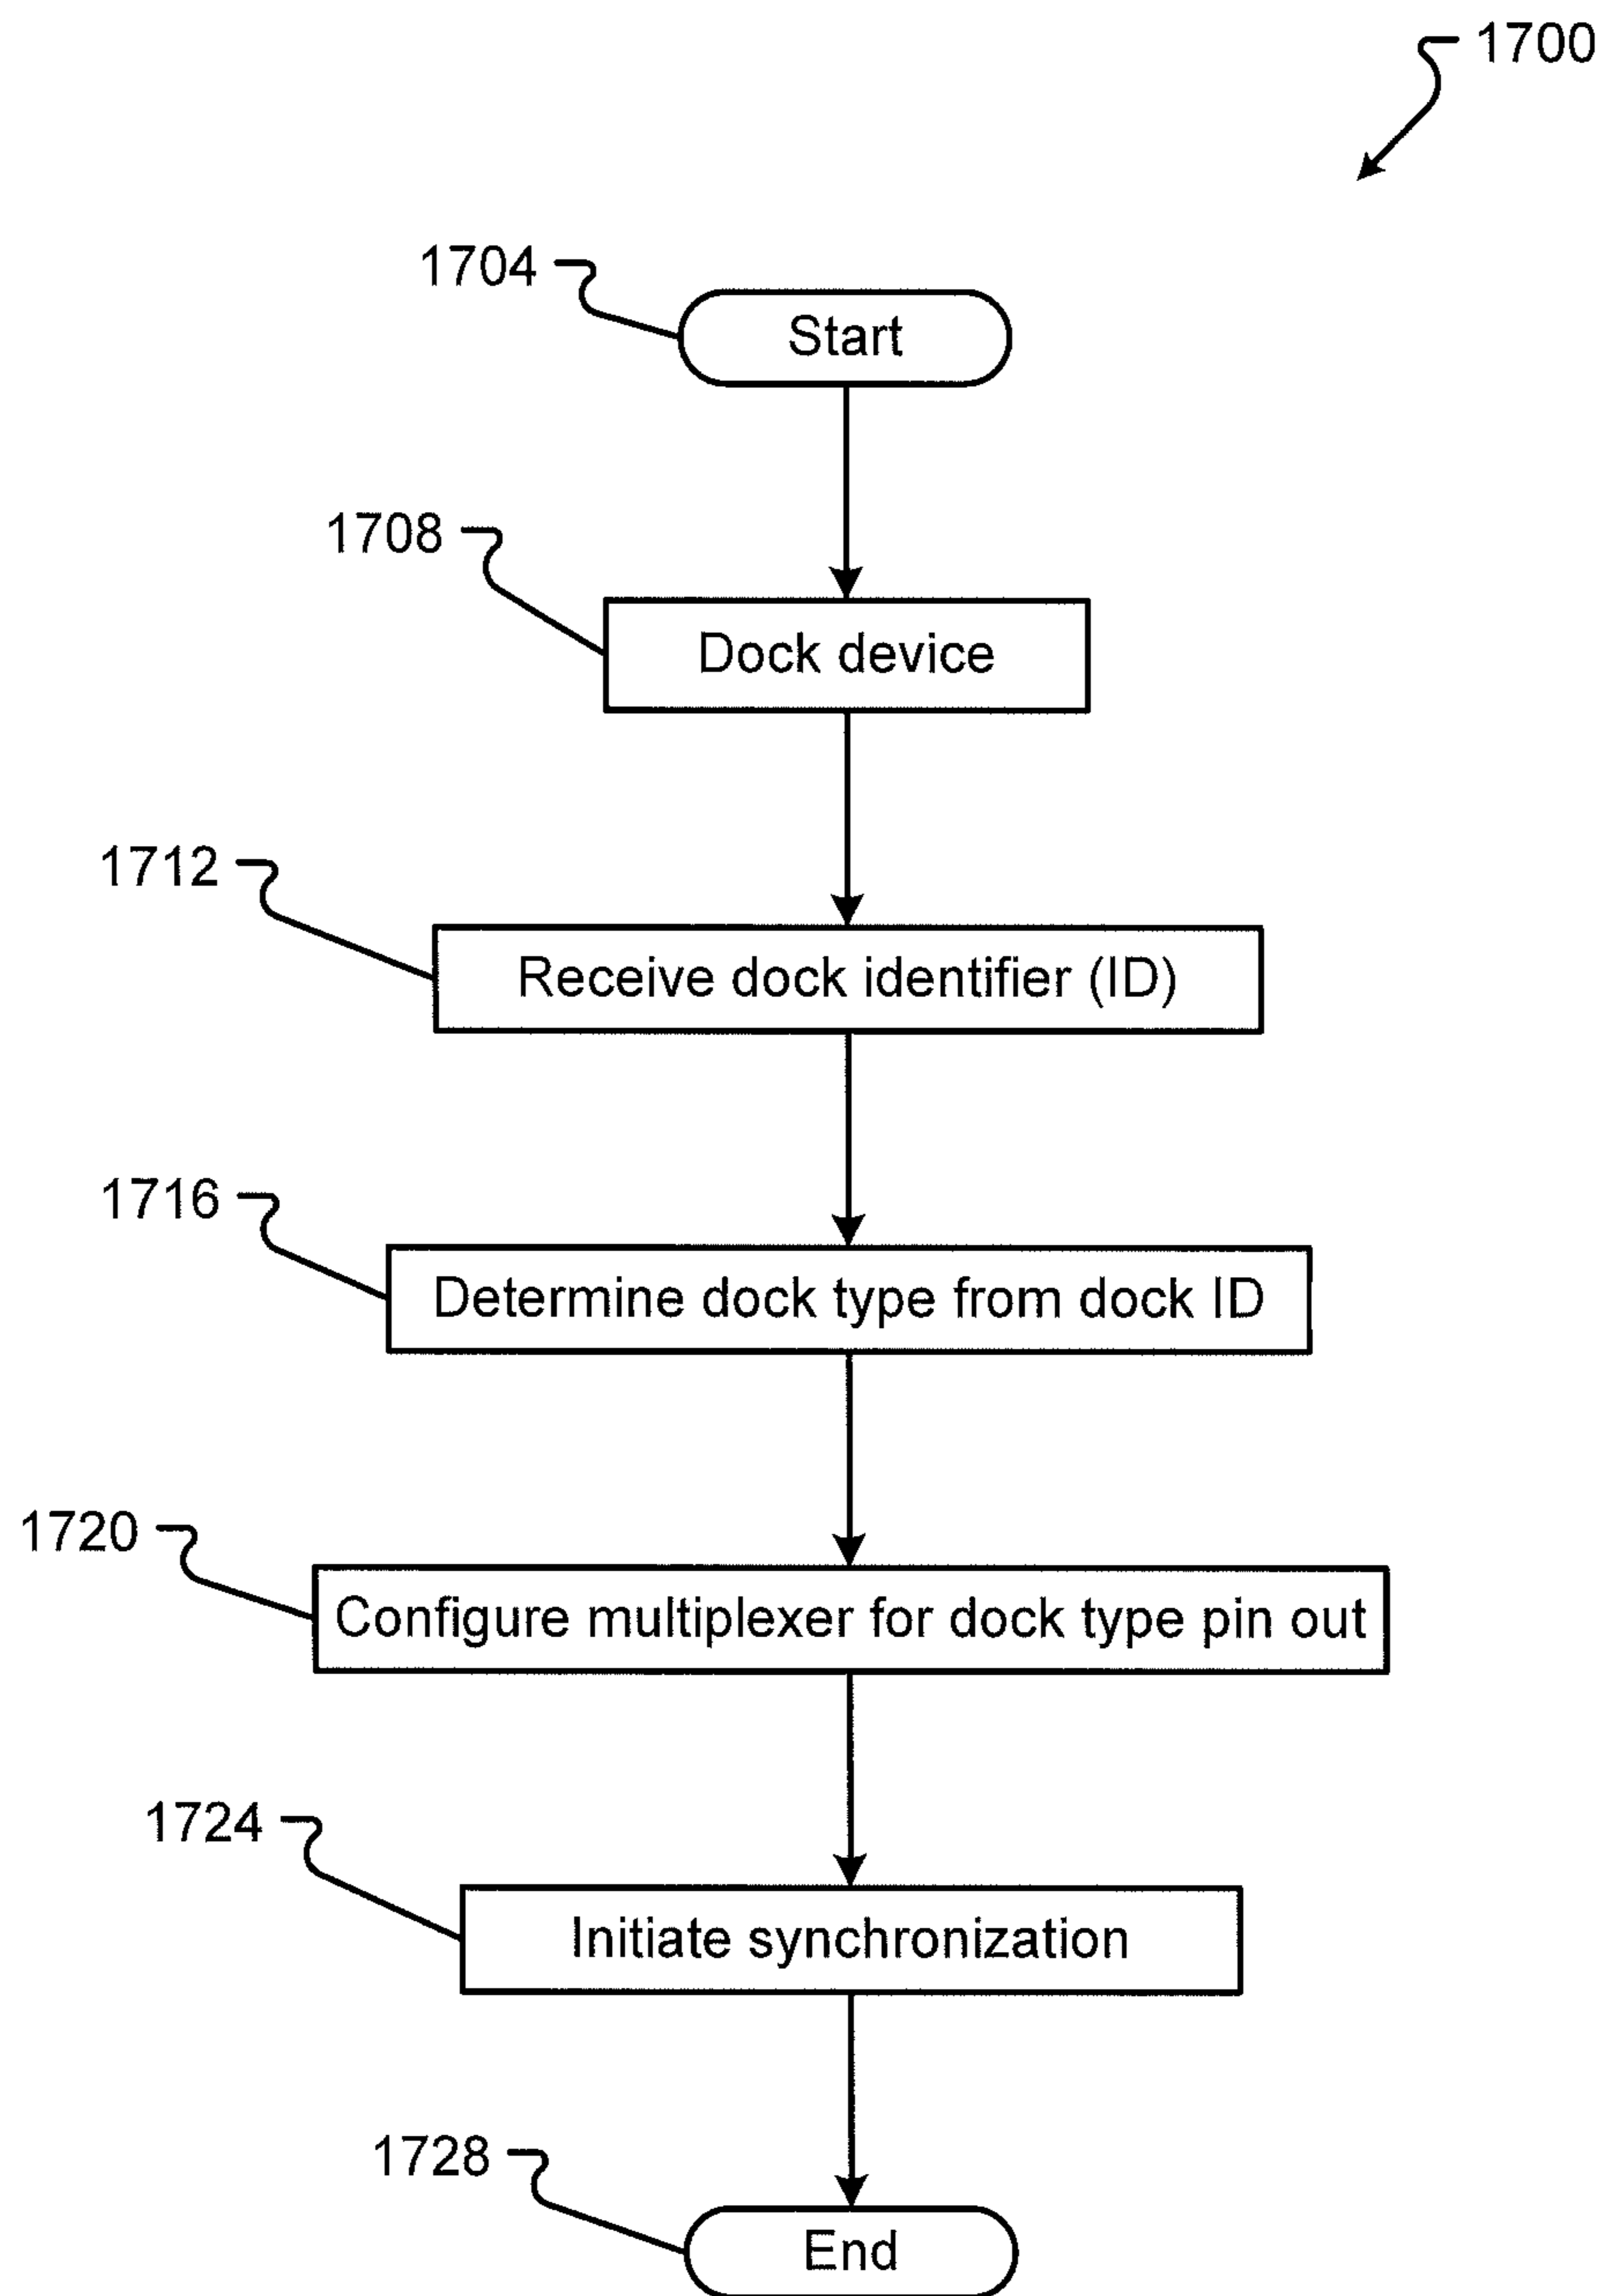 1700
1704
Start
1708
Dock device
1712
Receive dock identifier (ID)
1716
Determine dock type from dock ID
1720
Configure multiplexer for dock type pin out
1724
Initiate synchronization
1728
End